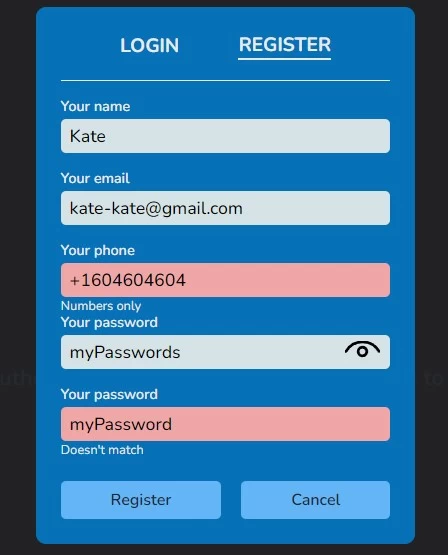 LOGIN REGISTER
Your name
Kate
Your email
kate-kate@gmail.com
Your phone
+1604604604
Numbers only
Your password
myPasswords
Your password
myPassword
Doesn't match
Register Cancel